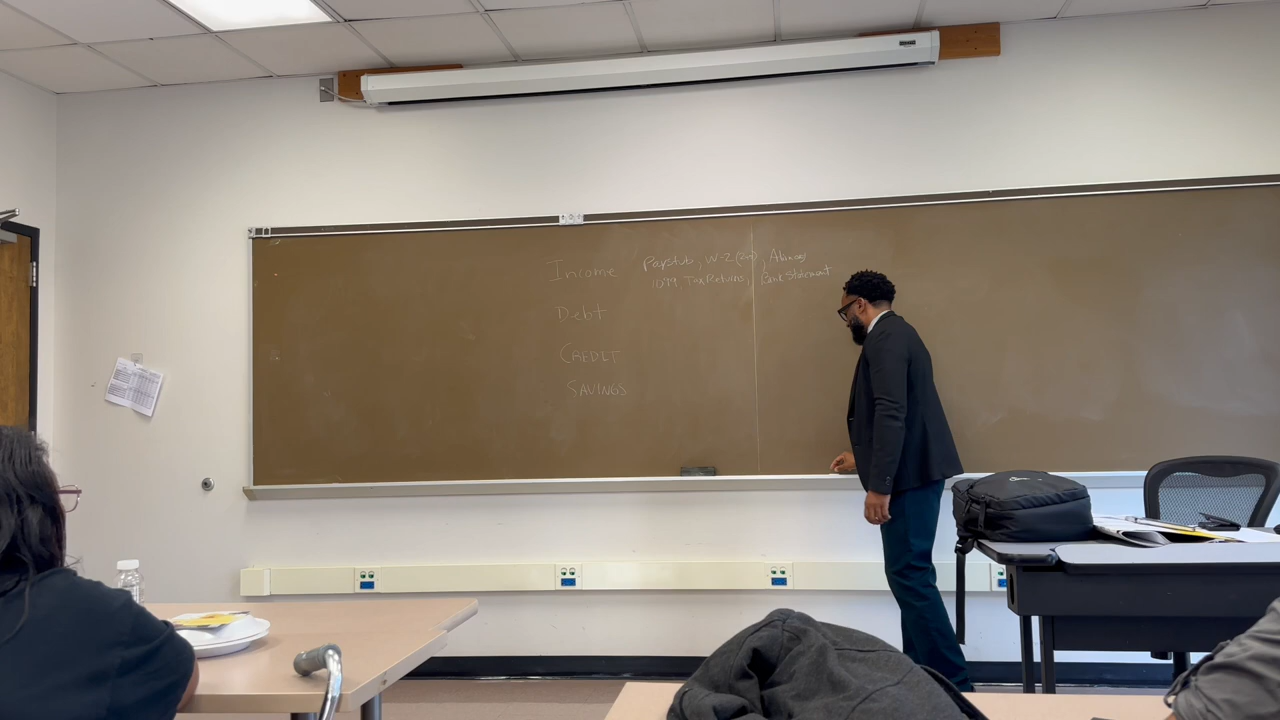 Income Paystub, W-2(2yr), Alimony
1099, Tax Returns, Bank Statement
Debt
CREDIT
SAVINGS